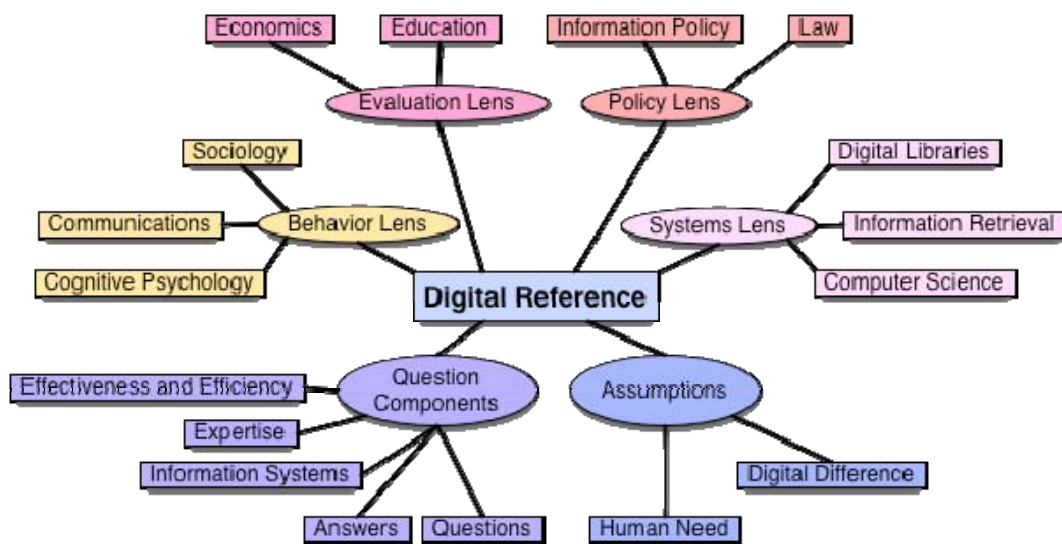 Economics
Education
Information Policy
Law
Evaluation Lens
Policy Lens
Sociology
Digital Libraries
Communications
Behavior Lens
Systems Lens
Information Retrieval
Cognitive Psychology
Computer Science
Digital Reference
Effectiveness and Efficiency
Question
Components
Assumptions
Expertise
Information Systems
Digital Difference
Answers
Questions
Human Need